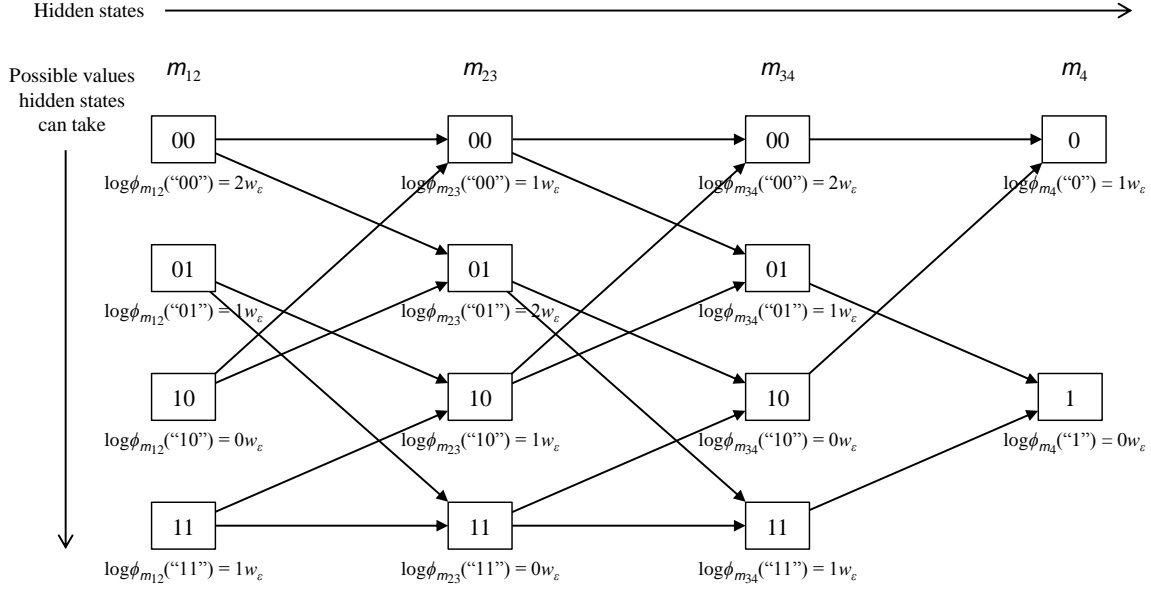 Hidden states
Possible values
hidden states
can take
m₁₂ m₂₃ m₃₄ m₄
00 00 00 0
logϕₘ₁₂(“00”) = 2wε logϕₘ₂₃(“00”) = 1wε logϕₘ₃₄(“00”) = 2wε logϕₘ₄(“0”) = 1wε
01 01 01
logϕₘ₁₂(“01”) = 1wε logϕₘ₂₃(“01”) = 2wε logϕₘ₃₄(“01”) = 1wε
10 10 10 1
logϕₘ₁₂(“10”) = 0wε logϕₘ₂₃(“10”) = 1wε logϕₘ₃₄(“10”) = 0wε logϕₘ₄(“1”) = 0wε
11 11 11
logϕₘ₁₂(“11”) = 1wε logϕₘ₂₃(“11”) = 0wε logϕₘ₃₄(“11”) = 1wε